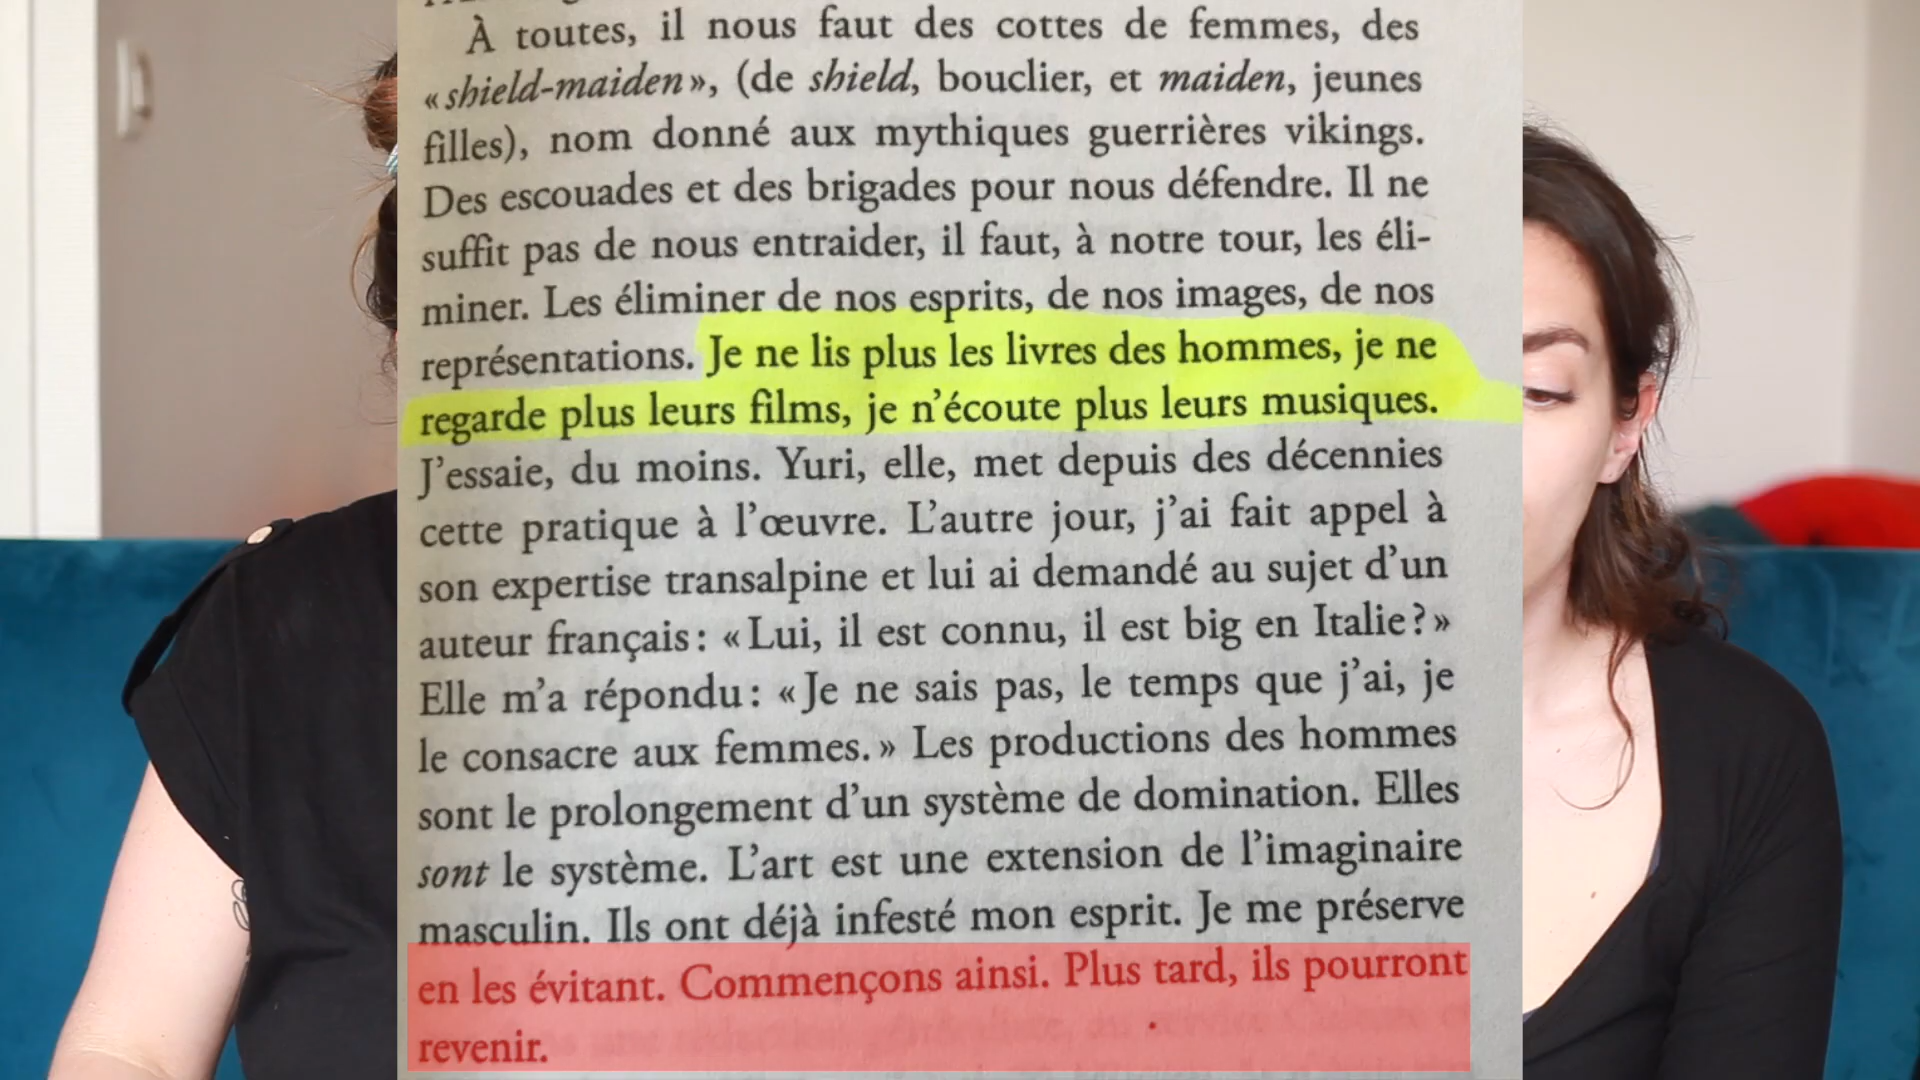 À toutes, il nous faut des cottes de femmes, des
« shield-maiden », (de shield, bouclier, et maiden, jeunes
filles), nom donné aux mythiques guerrières vikings.
Des escouades et des brigades pour nous défendre. Il ne
suffit pas de nous entraider, il faut, à notre tour, les éli-
miner. Les éliminer de nos esprits, de nos images, de nos
représentations. Je ne lis plus les livres des hommes, je ne
regarde plus leurs films, je n'écoute plus leurs musiques.
J'essaie, du moins. Yuri, elle, met depuis des décennies
cette pratique à l'œuvre. L'autre jour, j'ai fait appel à
son expertise transalpine et lui ai demandé au sujet d'un
auteur français : « Lui, il est connu, il est big en Italie ? »
Elle m'a répondu : « Je ne sais pas, le temps que j'ai, je
le consacre aux femmes. » Les productions des hommes
sont le prolongement d'un système de domination. Elles
sont le système. L'art est une extension de l'imaginaire
masculin. Ils ont déjà infesté mon esprit. Je me préserve
en les évitant. Commençons ainsi. Plus tard, ils pourront
revenir.